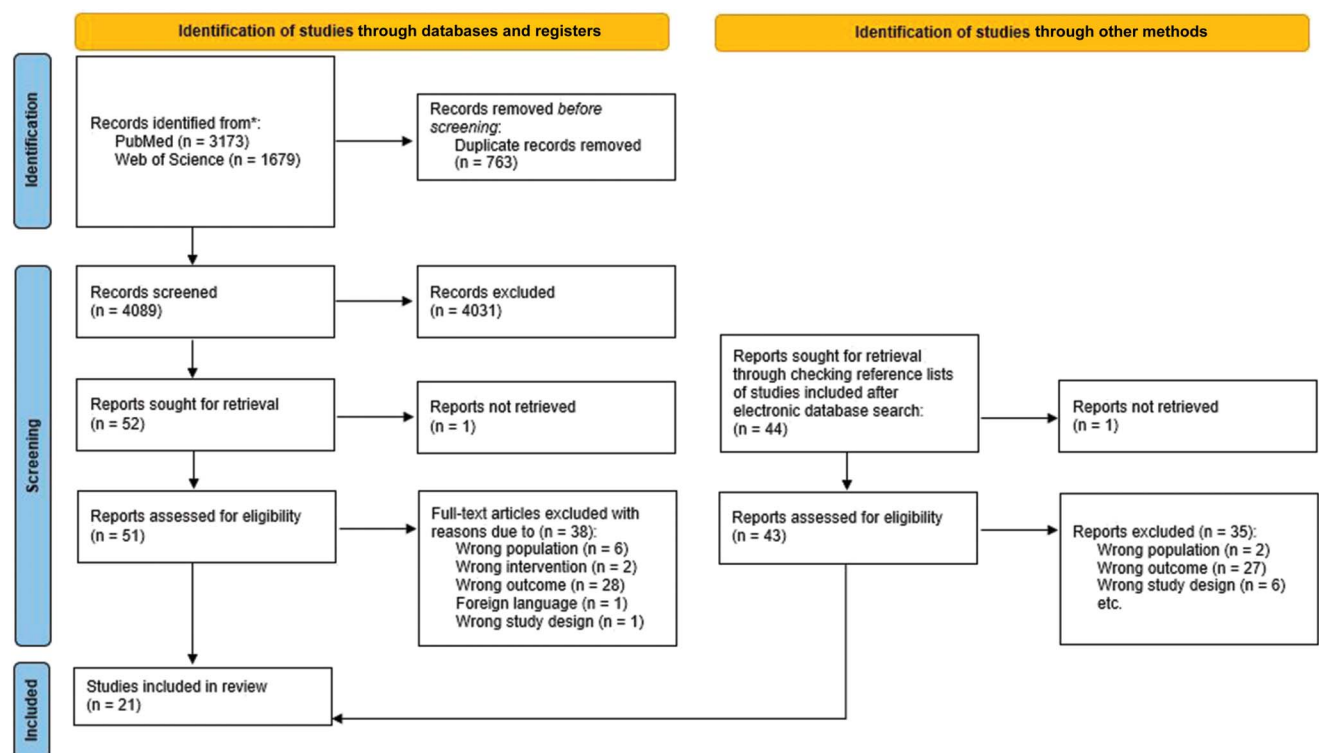 Identification of studies through databases and registers
Identification of studies through other methods
Identification
Records identified from*:
PubMed (n = 3173)
Web of Science (n = 1679)
Records removed before
screening:
Duplicate records removed
(n = 763)
Screening
Records screened
(n = 4089)
Records excluded
(n = 4031)
Reports sought for retrieval
(n = 52)
Reports not retrieved
(n = 1)
Reports sought for retrieval
through checking reference lists
of studies included after
electronic database search:
(n = 44)
Reports not retrieved
(n = 1)
Reports assessed for eligibility
(n = 51)
Full-text articles excluded with
reasons due to (n = 38):
Wrong population (n = 6)
Wrong intervention (n = 2)
Wrong outcome (n = 28)
Foreign language (n = 1)
Wrong study design (n = 1)
Reports assessed for eligibility
(n = 43)
Reports excluded (n = 35):
Wrong population (n = 2)
Wrong outcome (n = 27)
Wrong study design (n = 6)
etc.
Included
Studies included in review
(n = 21)